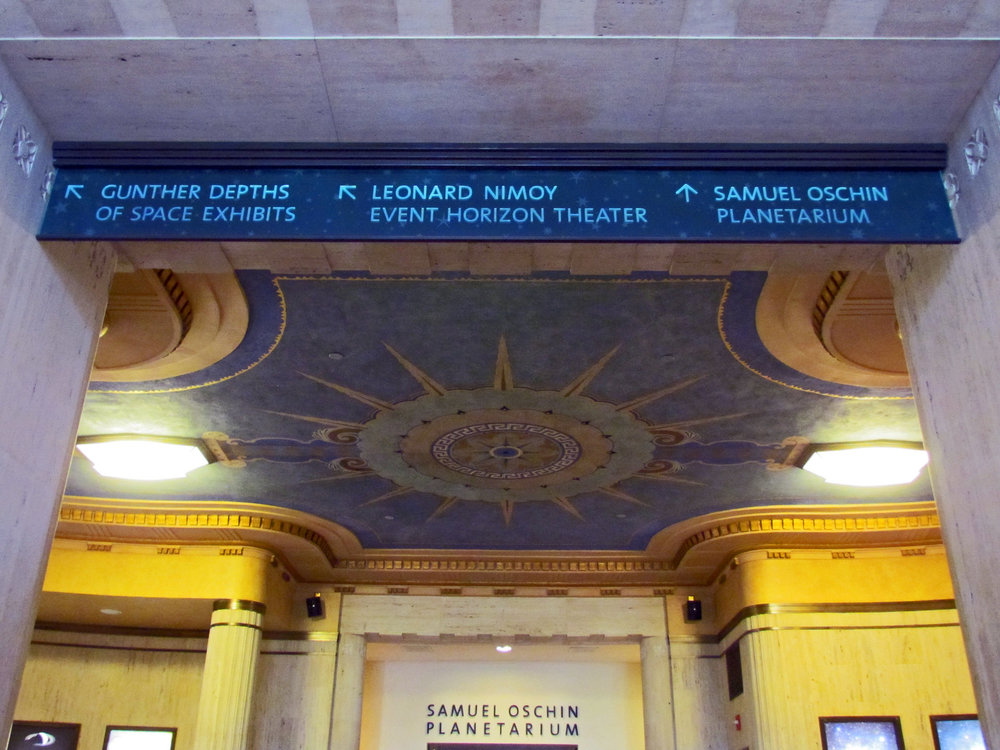 ↖ GUNTHER DEPTHS
OF SPACE EXHIBITS
↖ LEONARD NIMOY
EVENT HORIZON THEATER
↑ SAMUEL OSCHIN
PLANETARIUM
SAMUEL OSCHIN
PLANETARIUM